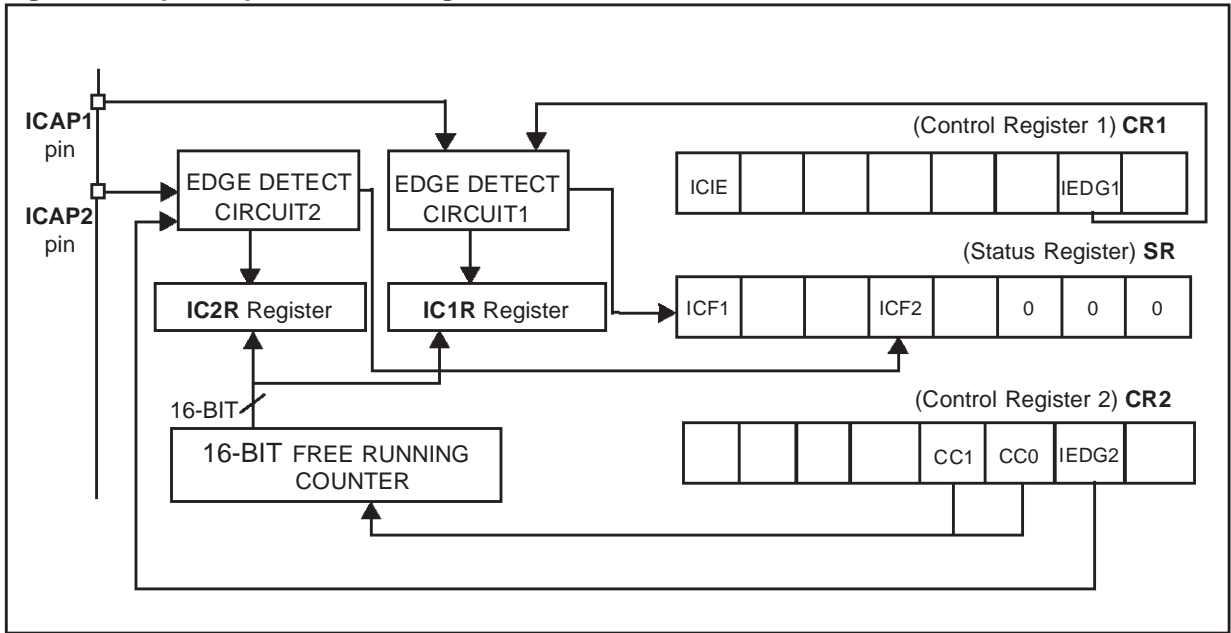 ICAP1
pin
ICAP2
pin
EDGE DETECT
CIRCUIT2
EDGE DETECT
CIRCUIT1
IC2R Register
IC1R Register
16-BIT
16-BIT FREE RUNNING
COUNTER
(Control Register 1) CR1
ICIE IEDG1
(Status Register) SR
ICF1 ICF2 0 0 0
(Control Register 2) CR2
CC1 CC0 IEDG2